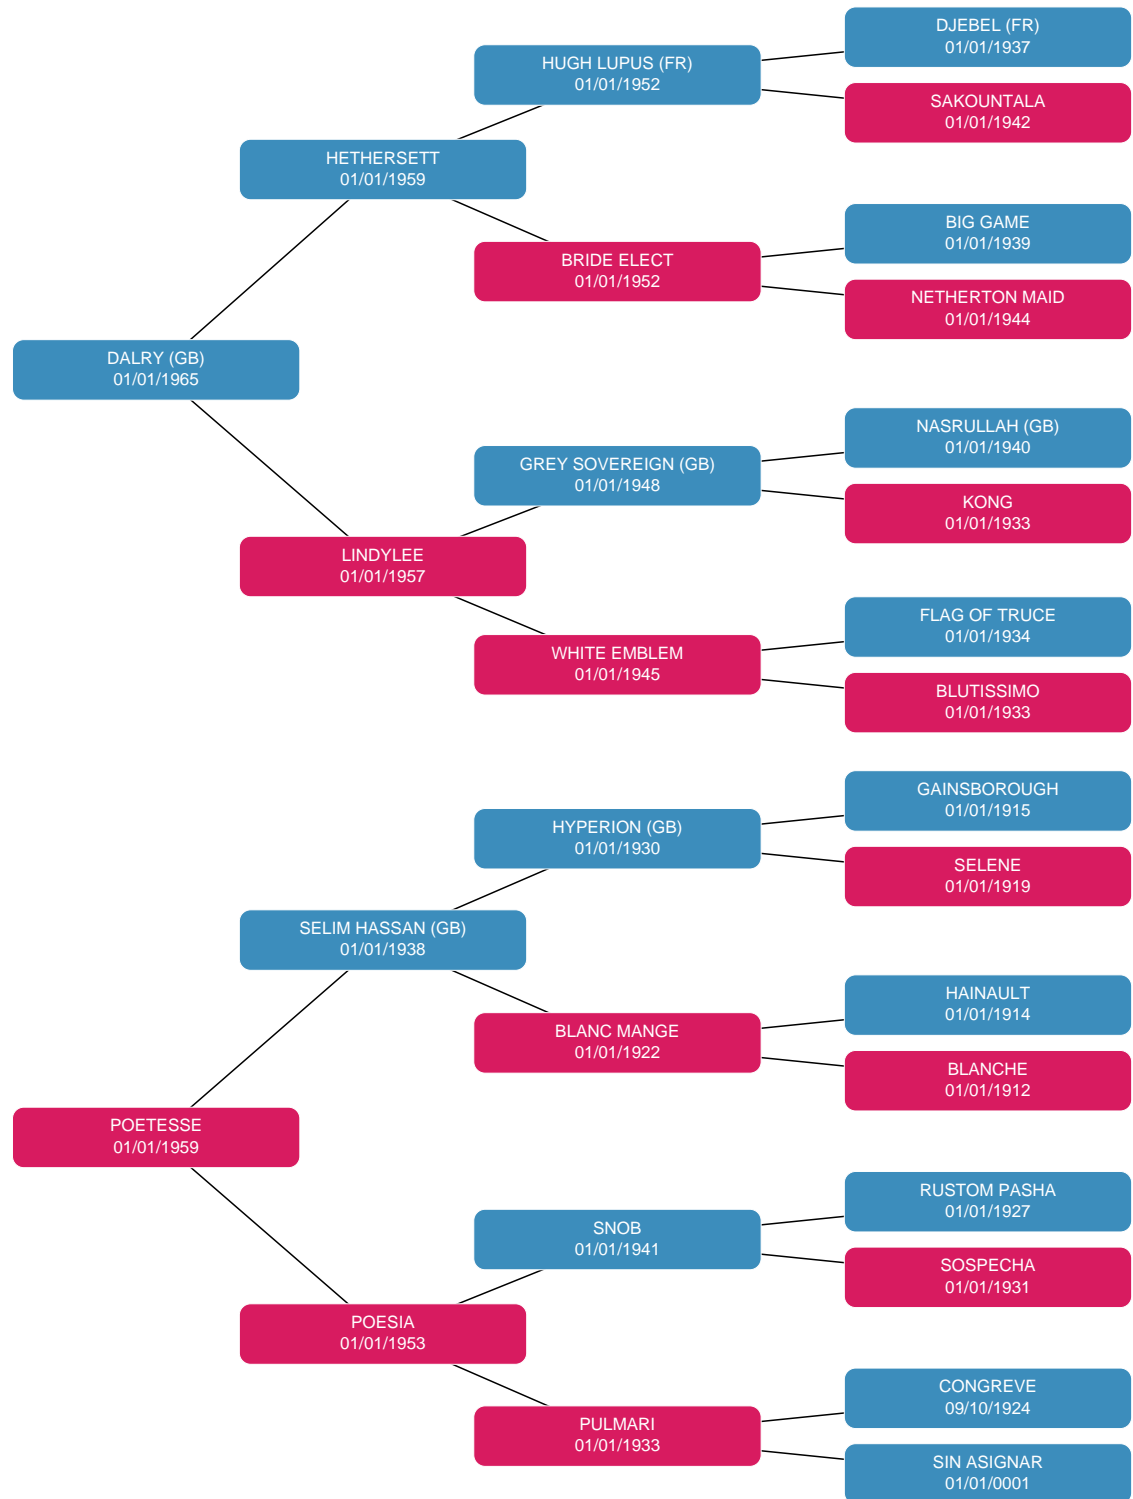 DJEBEL (FR)
01/01/1937
HUGH LUPUS (FR)
01/01/1952
SAKOUNTALA
01/01/1942
HETHERSETT
01/01/1959
BIG GAME
01/01/1939
BRIDE ELECT
01/01/1952
NETHERTON MAID
01/01/1944
DALRY (GB)
01/01/1965
NASRULLAH (GB)
01/01/1940
GREY SOVEREIGN (GB)
01/01/1948
KONG
01/01/1933
LINDYLEE
01/01/1957
FLAG OF TRUCE
01/01/1934
WHITE EMBLEM
01/01/1945
BLUTISSIMO
01/01/1933
GAINSBOROUGH
01/01/1915
HYPERION (GB)
01/01/1930
SELENE
01/01/1919
SELIM HASSAN (GB)
01/01/1938
HAINAULT
01/01/1914
BLANC MANGE
01/01/1922
BLANCHE
01/01/1912
POETESSE
01/01/1959
RUSTOM PASHA
01/01/1927
SNOB
01/01/1941
SOSPECHA
01/01/1931
POESIA
01/01/1953
CONGREVE
09/10/1924
PULMARI
01/01/1933
SIN ASIGNAR
01/01/0001